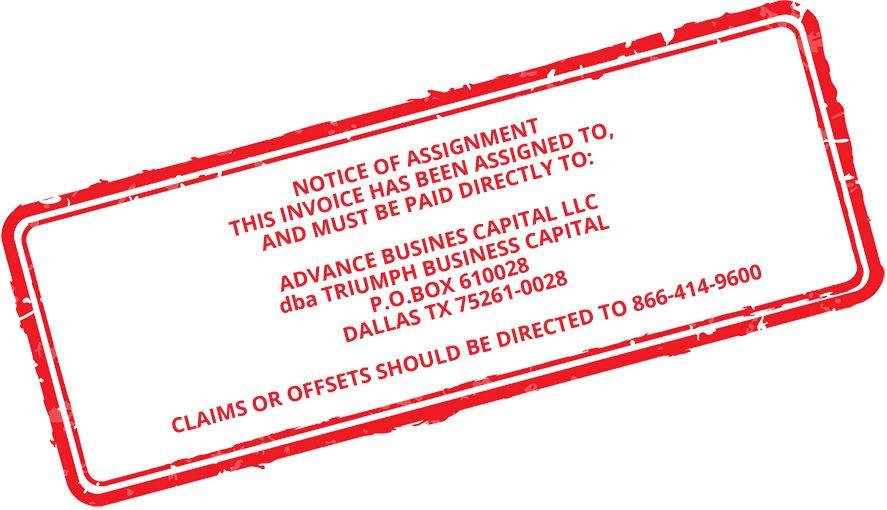 NOTICE OF ASSIGNMENT
THIS INVOICE HAS BEEN ASSIGNED TO,
AND MUST BE PAID DIRECTLY TO:
ADVANCE BUSINES CAPITAL LLC
dba TRIUMPH BUSINESS CAPITAL
P.O.BOX 610028
DALLAS TX 75261-0028
CLAIMS OR OFFSETS SHOULD BE DIRECTED TO 866-414-9600